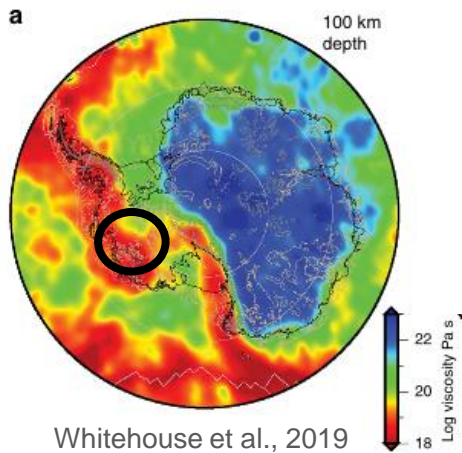 a
100 km
depth
22
20
18
Log viscosity Pa s
Whitehouse et al., 2019